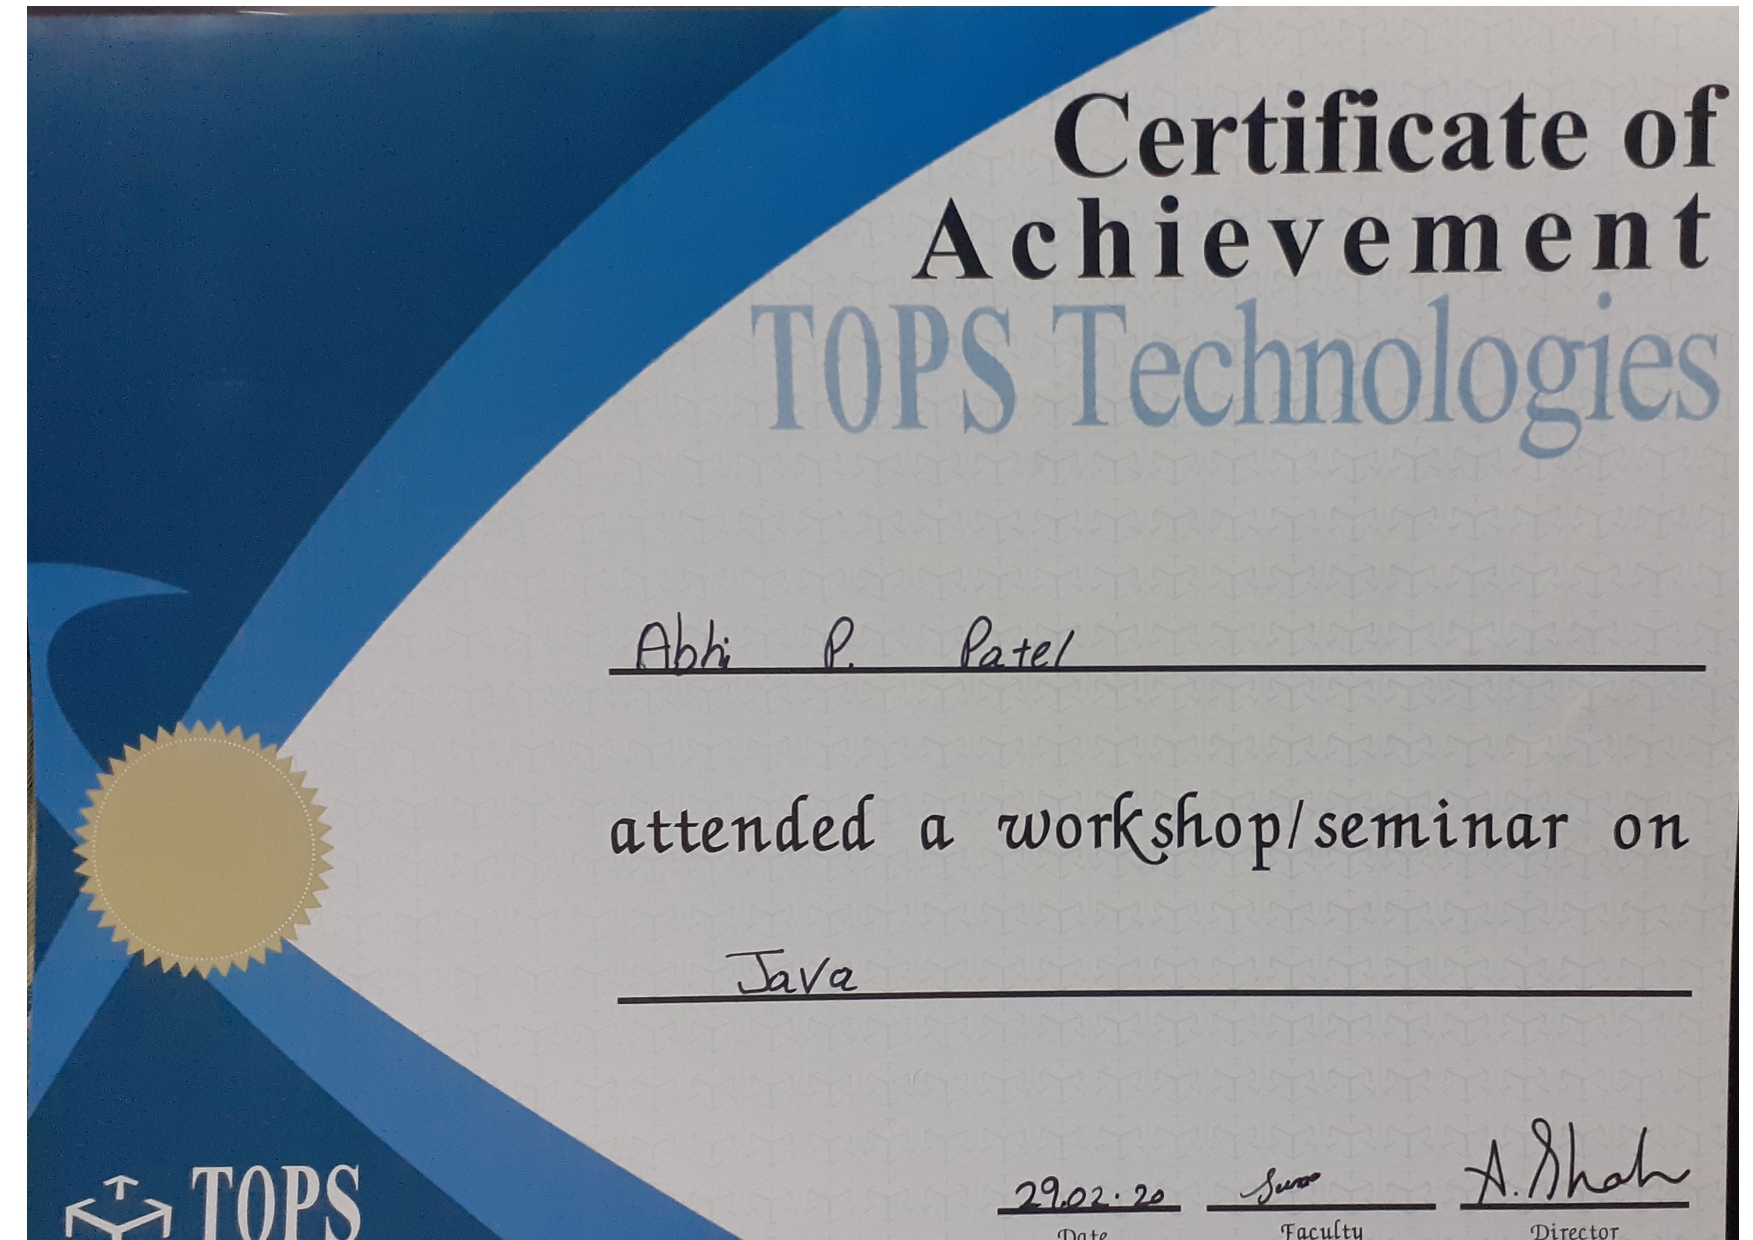 Certificate of
Achievement
TOPS Technologies
Abhi P. Patel
attended a workshop/seminar on
Java
TOPS
29.02.20 A.Shah
Date Faculty Director